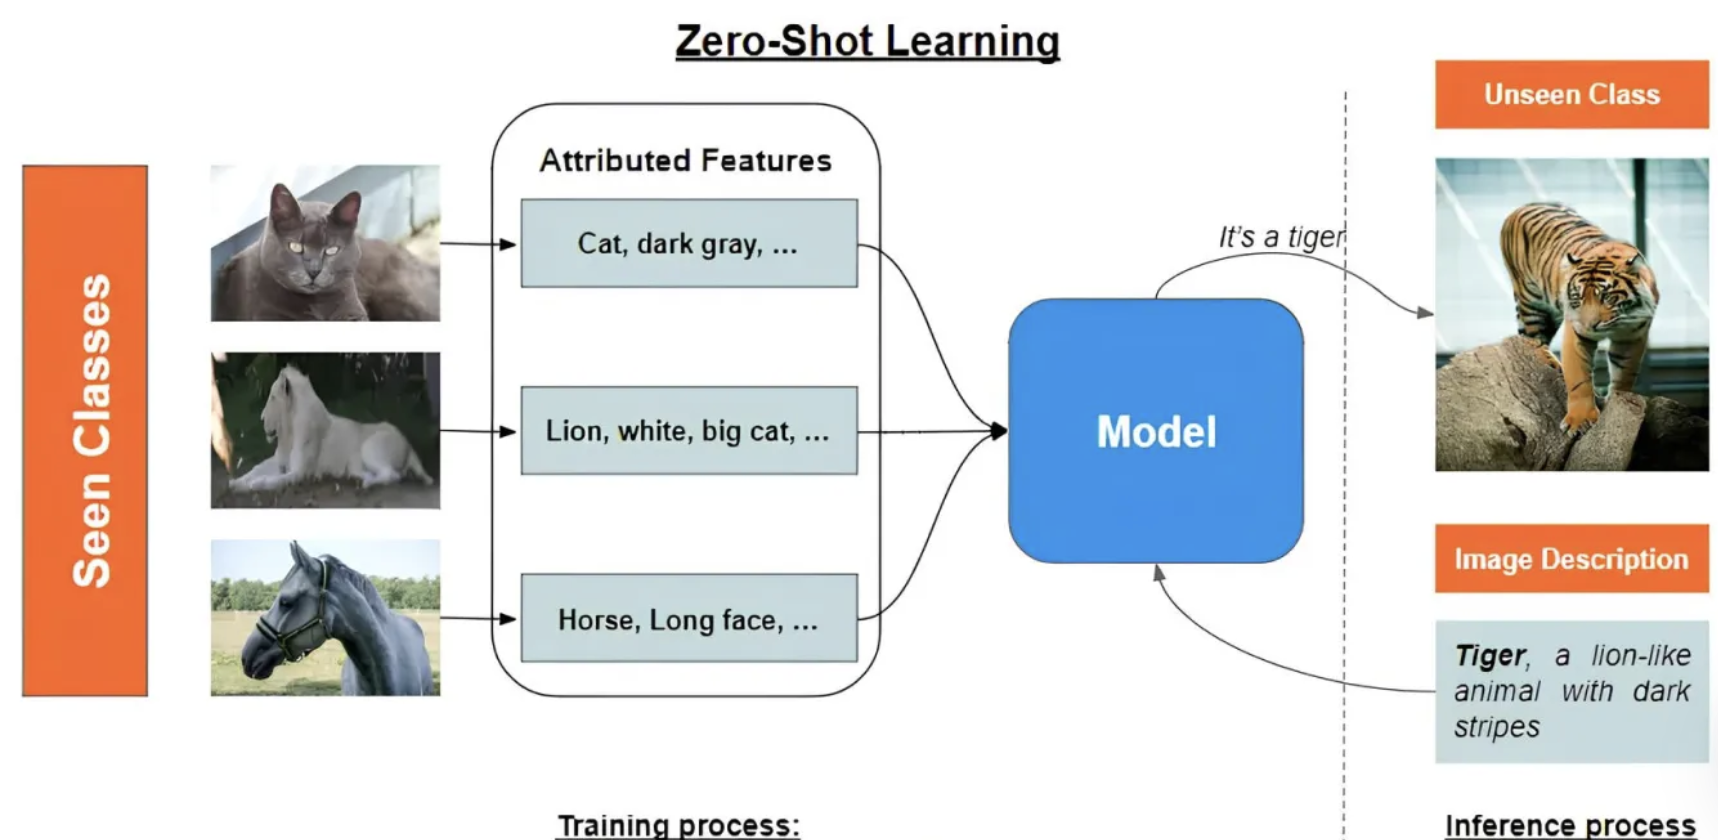 Zero-Shot Learning
Seen Classes
Attributed Features
Cat, dark gray, ...
Lion, white, big cat, ...
Horse, Long face, ...
Model
It's a tiger
Unseen Class
Image Description
Tiger, a lion-like
animal with dark
stripes
Training process:
Inference process